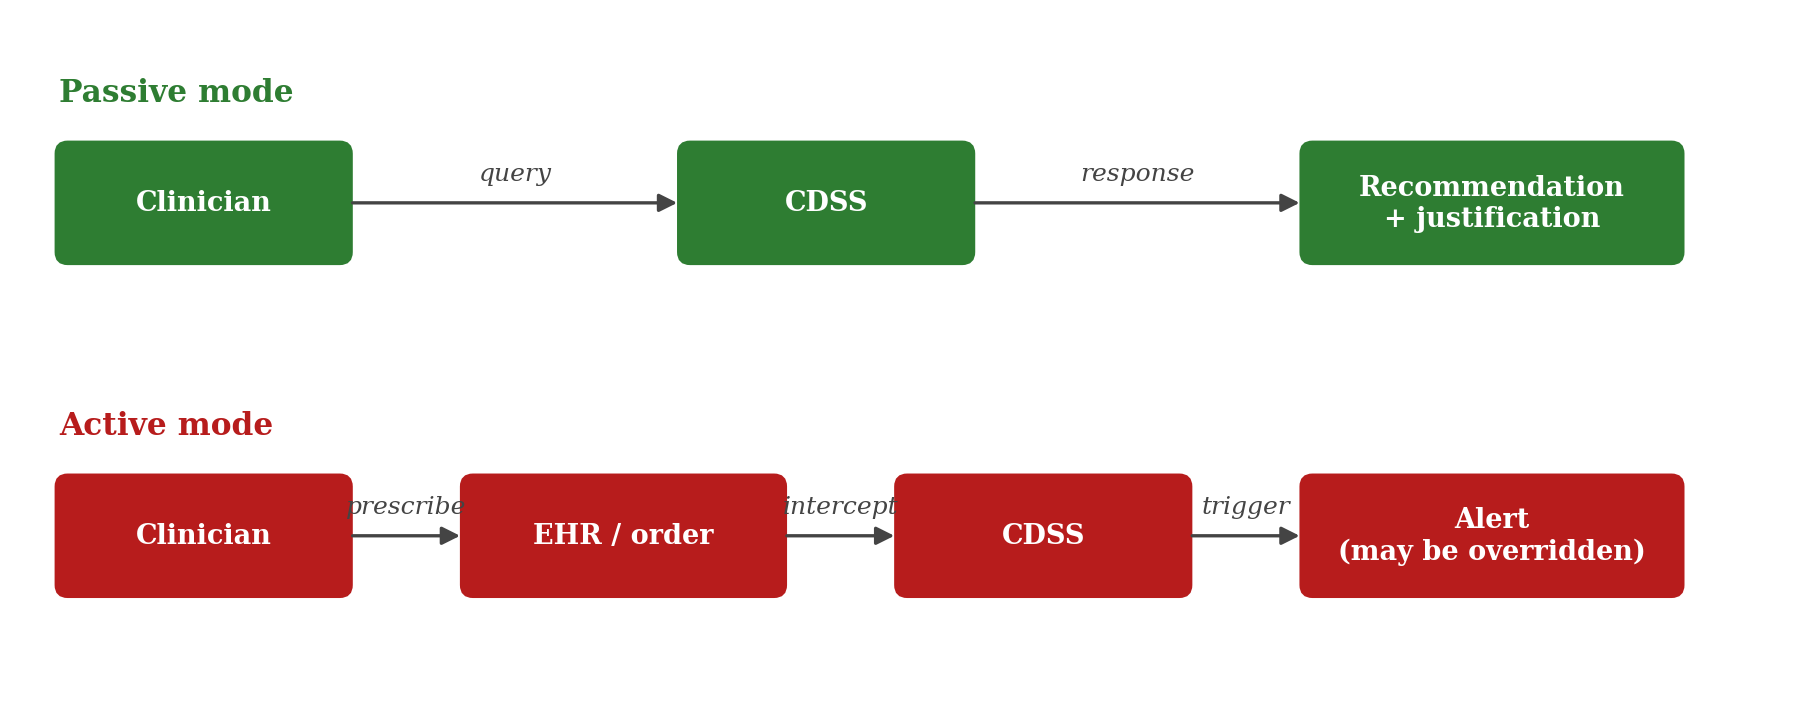 Passive mode
Clinician
query
CDSS
response
Recommendation
+ justification
Active mode
Clinician
prescribe
EHR / order
intercept
CDSS
trigger
Alert
(may be overridden)